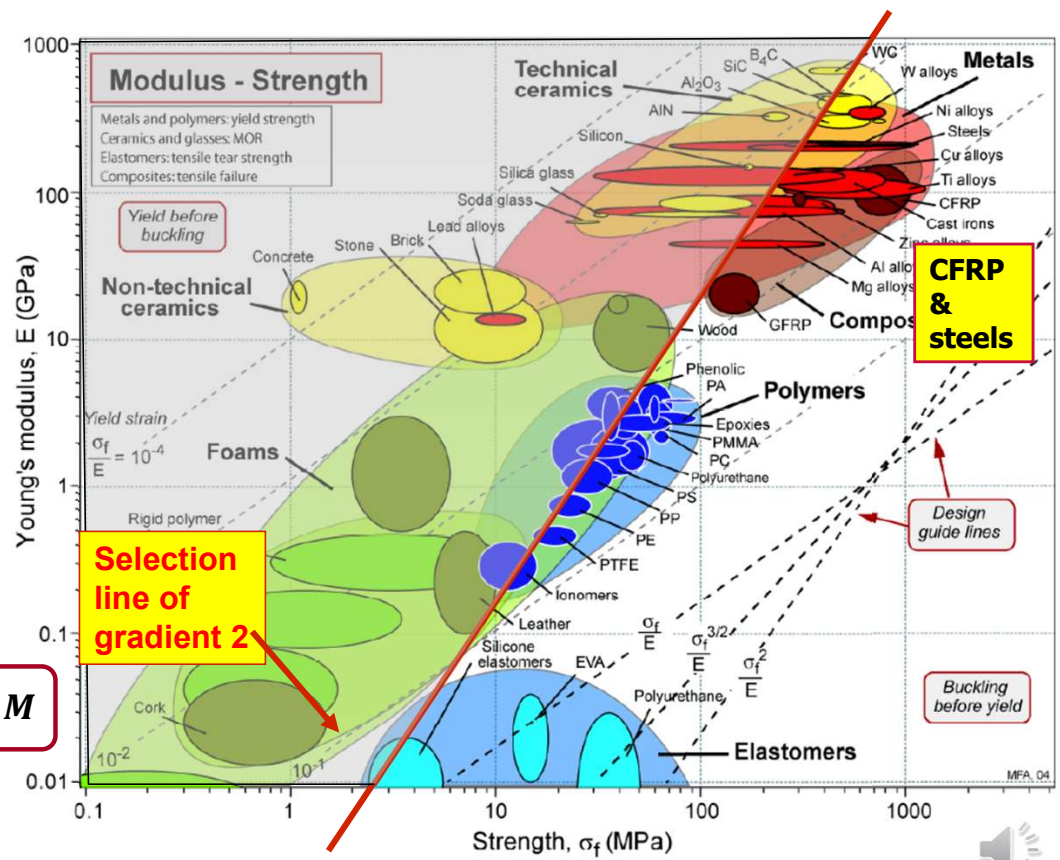 1000
100
10
1
0.1
0.01
Young's modulus, E (GPa)
Modulus - Strength
Metals and polymers: yield strength
Ceramics and glasses: MOR
Elastomers: tensile tear strength
Composites: tensile failure
Yield before
buckling
Technical
ceramics
Al2O3
SiC
B4C
WC
Metals
W alloys
AlN
Ni alloys
Silicon
Steels
Silica glass
Cu alloys
Ti alloys
Soda glass
CFRP
Cast irons
Lead alloys
Brick
Stone
Concrete
Non-technical
ceramics
Al alloy
Mg alloys
CFRP
&
steels
GFRP
Compos
Wood
Phenolic
PA
Polymers
Epoxies
PMMA
PC
Polyurethane
PS
PP
PE
PTFE
Ionomers
Leather
Yield strain
σf
E
= 10-4
Foams
Rigid polymer
Selection
line of
gradient 2
M
Design
guide lines
Silicone
elastomers
EVA
Polyurethane
σf
E
σf3/2
E
σf2
E
Buckling
before yield
Cork
Elastomers
10-2
10-1
MFA, 04
0.1
1
10
100
1000
Strength, σf (MPa)